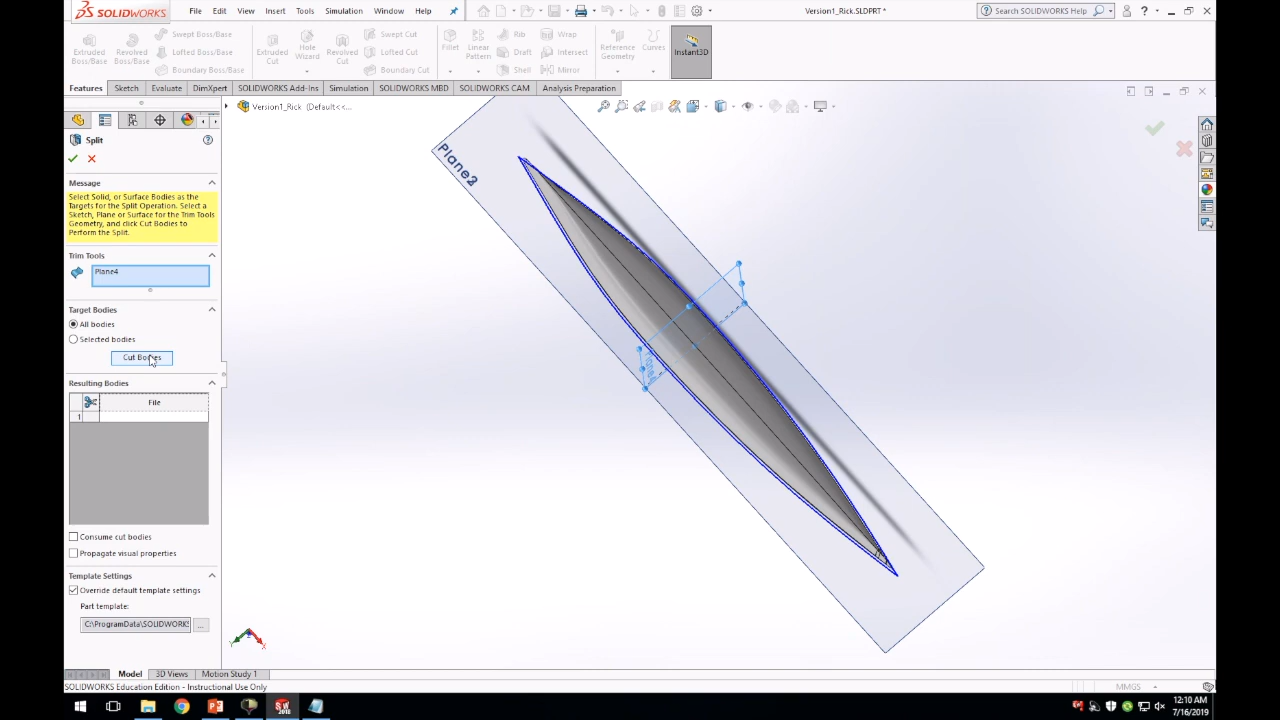 SOLIDWORKS File Edit View Insert Tools Simulation Window Help Version1_Rick.SLDPRT * Search SOLIDWORKS Help
Extruded Boss/Base
Revolved Boss/Base
Swept Boss/Base
Lofted Boss/Base
Boundary Boss/Base
Extruded Cut
Hole Wizard
Revolved Cut
Swept Cut
Lofted Cut
Boundary Cut
Fillet
Linear Pattern
Rib
Draft
Shell
Wrap
Intersect
Mirror
Reference Geometry
Curves
Instant3D
Features Sketch Evaluate DimXpert SOLIDWORKS Add-Ins Simulation SOLIDWORKS MBD SOLIDWORKS CAM Analysis Preparation
Version1_Rick (Default<<...
Split
Message
Select Solid, or Surface Bodies as the
Targets for the Split Operation. Select a
Sketch, Plane or Surface for the Trim Tools
Geometry, and click Cut Bodies to
Perform the Split.
Trim Tools
Plane4
Target Bodies
All bodies
Selected bodies
Cut Bodies
Resulting Bodies
File
1
Consume cut bodies
Propagate visual properties
Template Settings
Override default template settings
Part template:
C:\ProgramData\SOLIDWORKS
...
Plane2
Y X
Model 3D Views Motion Study 1
SOLIDWORKS Education Edition - Instructional Use Only
MMGS
12:10 AM
7/16/2019